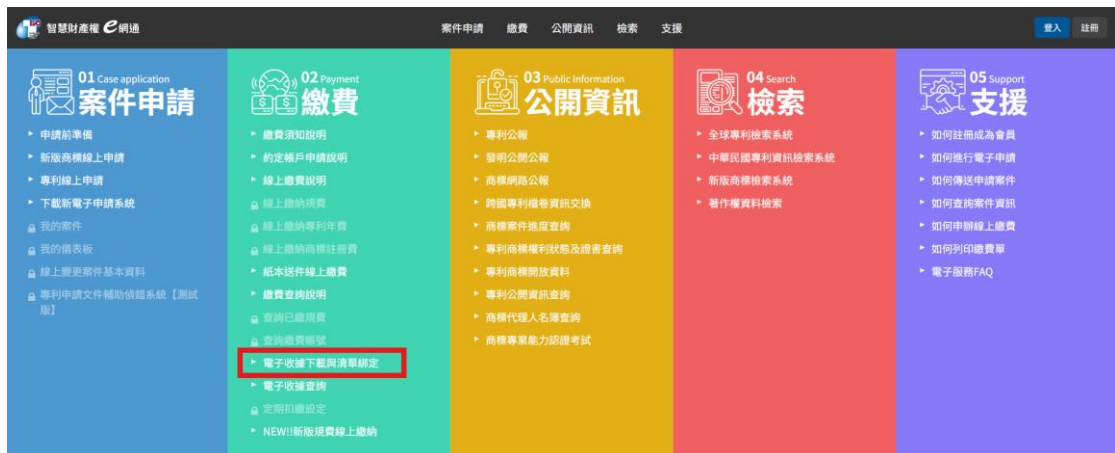 智慧財產權e網通
案件申請 繳費 公開資訊 檢索 支援
登入 註冊
01 Case application
案件申請
申請前準備
新版商標線上申請
專利線上申請
下載新電子申請系統
我的案件
我的儀表板
線上變更案件基本資料
專利申請文件輔助偵錯系統【測試
版】
02 Payment
繳費
繳費須知說明
約定帳戶申請說明
線上繳費說明
線上繳納規費
線上繳納專利年費
線上繳納商標註冊費
紙本送件線上繳費
繳費查詢說明
查詢已繳規費
查詢繳費帳號
電子收據下載與清單綁定
電子收據查詢
定期扣繳設定
NEW!!新版規費線上繳納
03 Public Information
公開資訊
專利公報
發明公開公報
商標網路公報
跨國專利檔卷資訊交換
商標案件進度查詢
專利商標權利狀態及證書查詢
專利商標開放資料
專利公開資訊查詢
商標代理人名簿查詢
商標專業能力認證考試
04 Search
檢索
全球專利檢索系統
中華民國專利資訊檢索系統
新版商標檢索系統
著作權資料檢索
05 Support
支援
如何註冊成為會員
如何進行電子申請
如何傳送申請案件
如何查詢案件資訊
如何申辦線上繳費
如何列印繳費單
電子服務FAQ